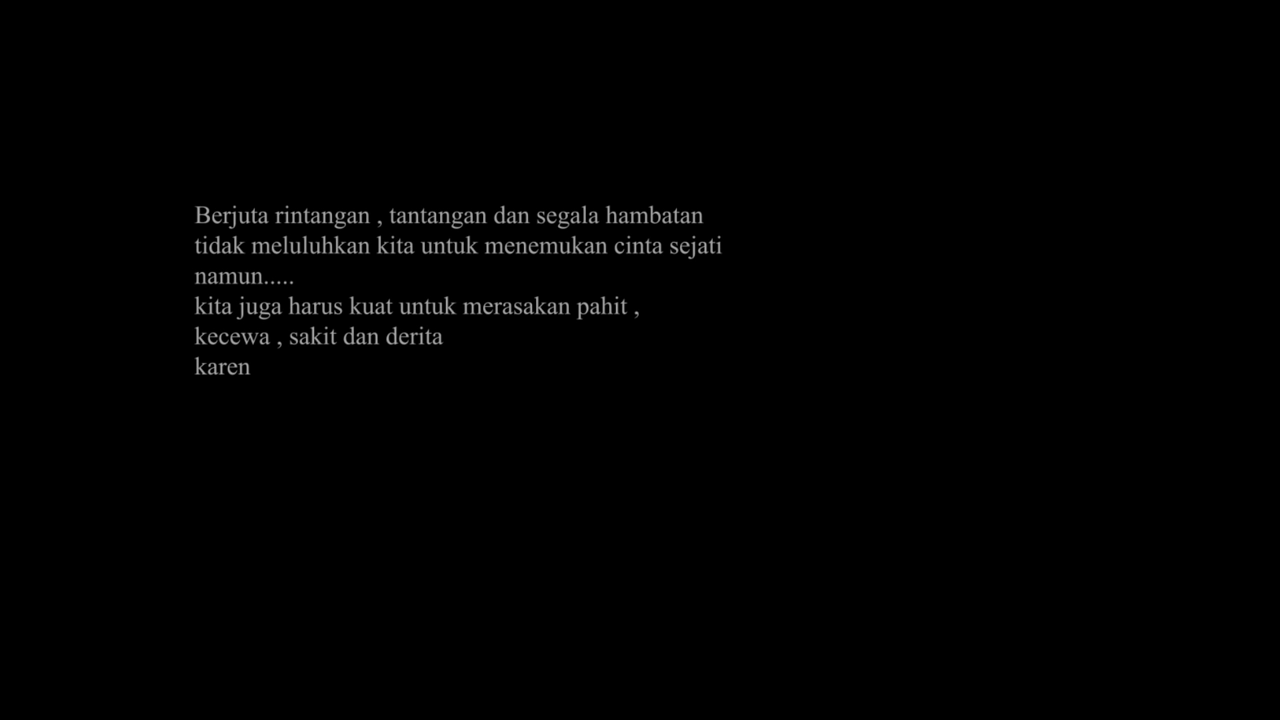 Berjuta rintangan , tantangan dan segala hambatan
tidak meluluhkan kita untuk menemukan cinta sejati
namun.....
kita juga harus kuat untuk merasakan pahit ,
kecewa , sakit dan derita
karen